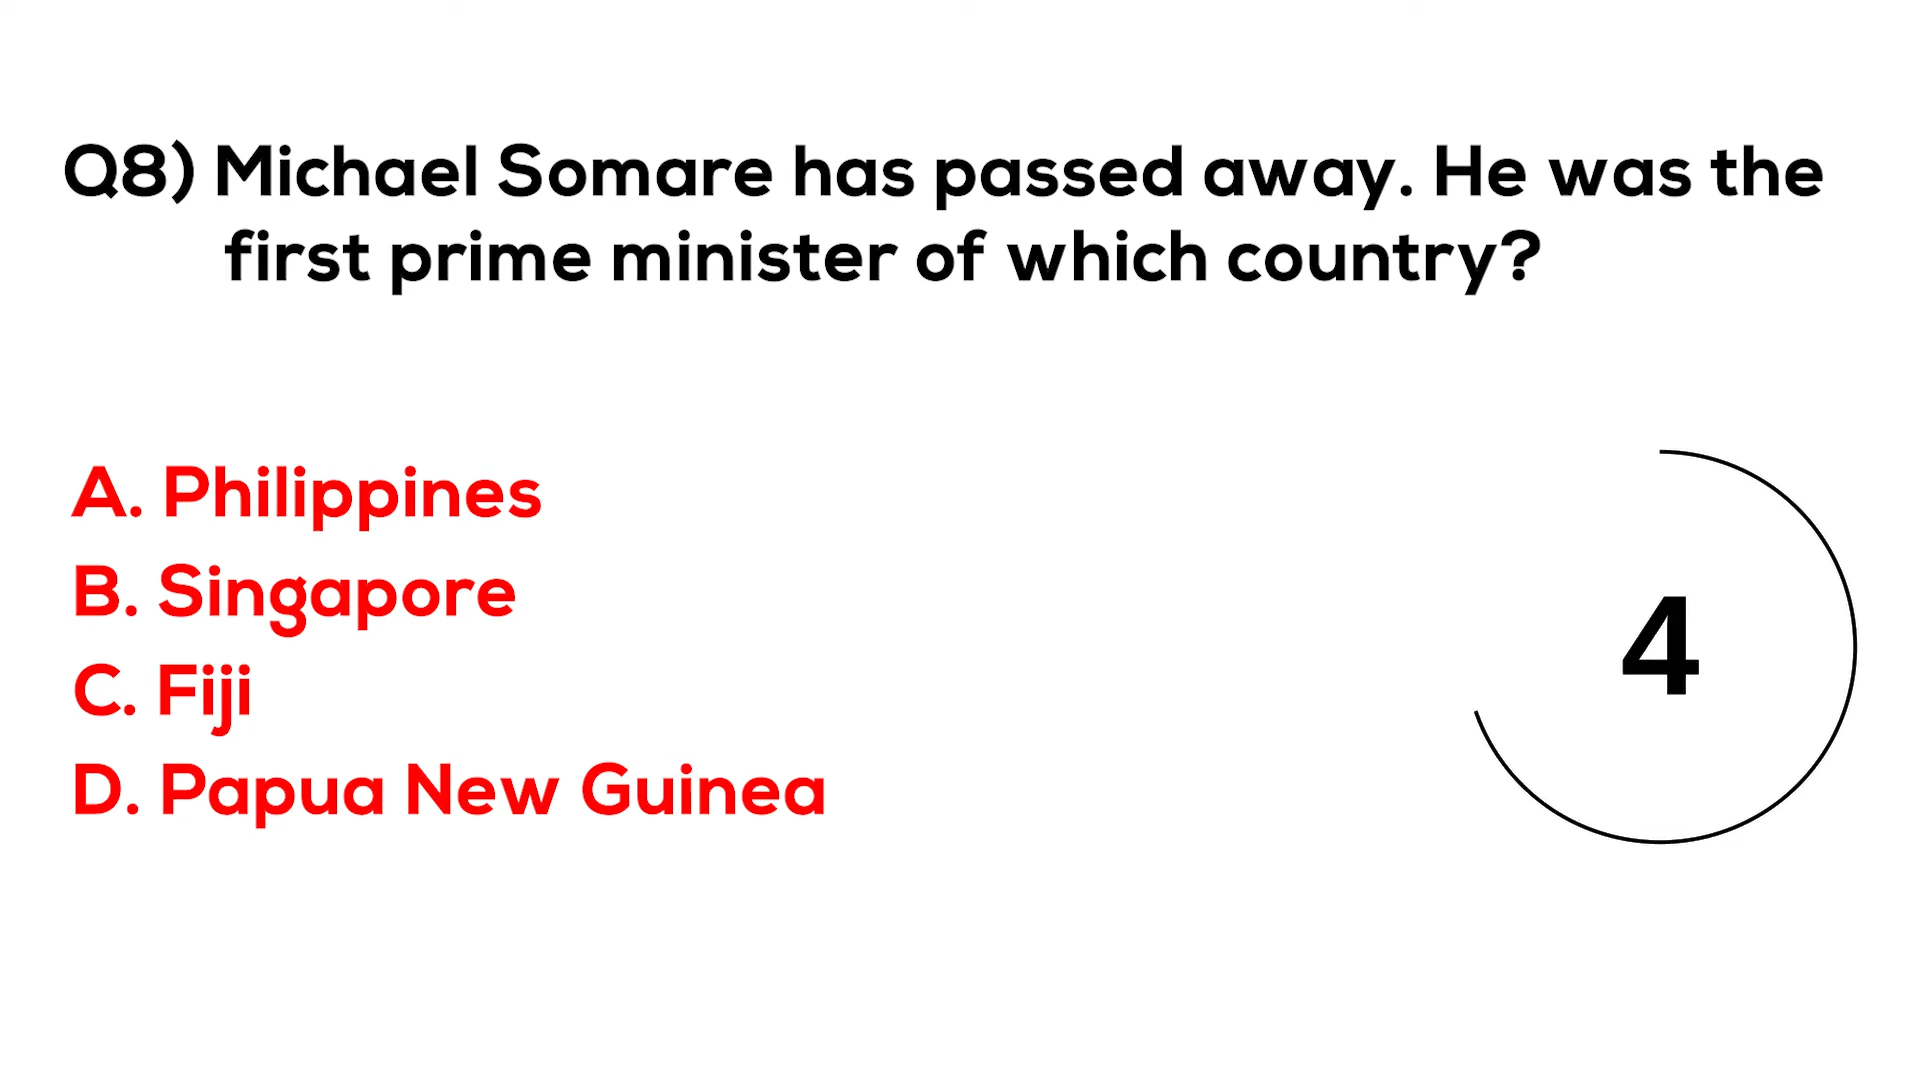 Q8) Michael Somare has passed away. He was the
first prime minister of which country?
A. Philippines
B. Singapore
C. Fiji
D. Papua New Guinea
4